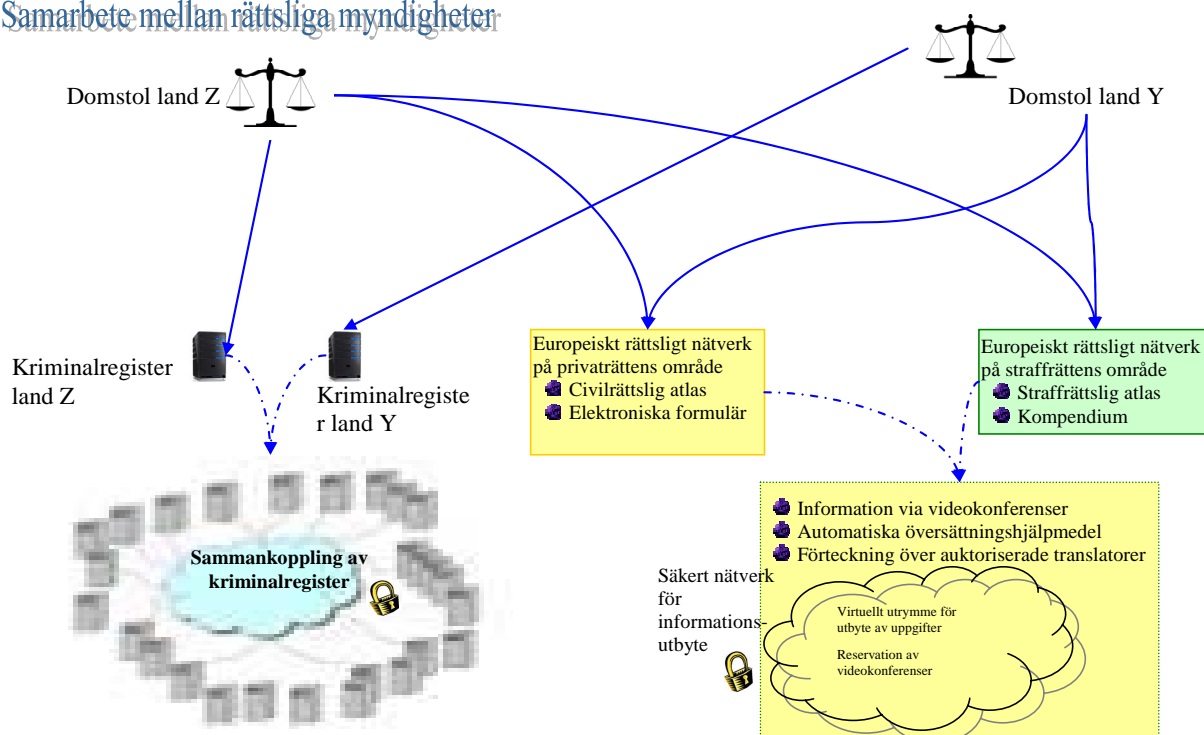 Samarbete mellan rättsliga myndigheter
Domstol land Z
Domstol land Y
Kriminalregister
land Z
Kriminalregiste
r land Y
Europeiskt rättsligt nätverk
på privaträttens område
Civilrättslig atlas
Elektroniska formulär
Europeiskt rättsligt nätverk
på straffrättens område
Straffrättslig atlas
Kompendium
Sammankoppling av
kriminalregister
Information via videokonferenser
Automatiska översättningshjälpmedel
Förteckning över auktoriserade translatorer
Säkert nätverk
för
informations-
utbyte
Virtuellt utrymme för
utbyte av uppgifter
Reservation av
videokonferenser